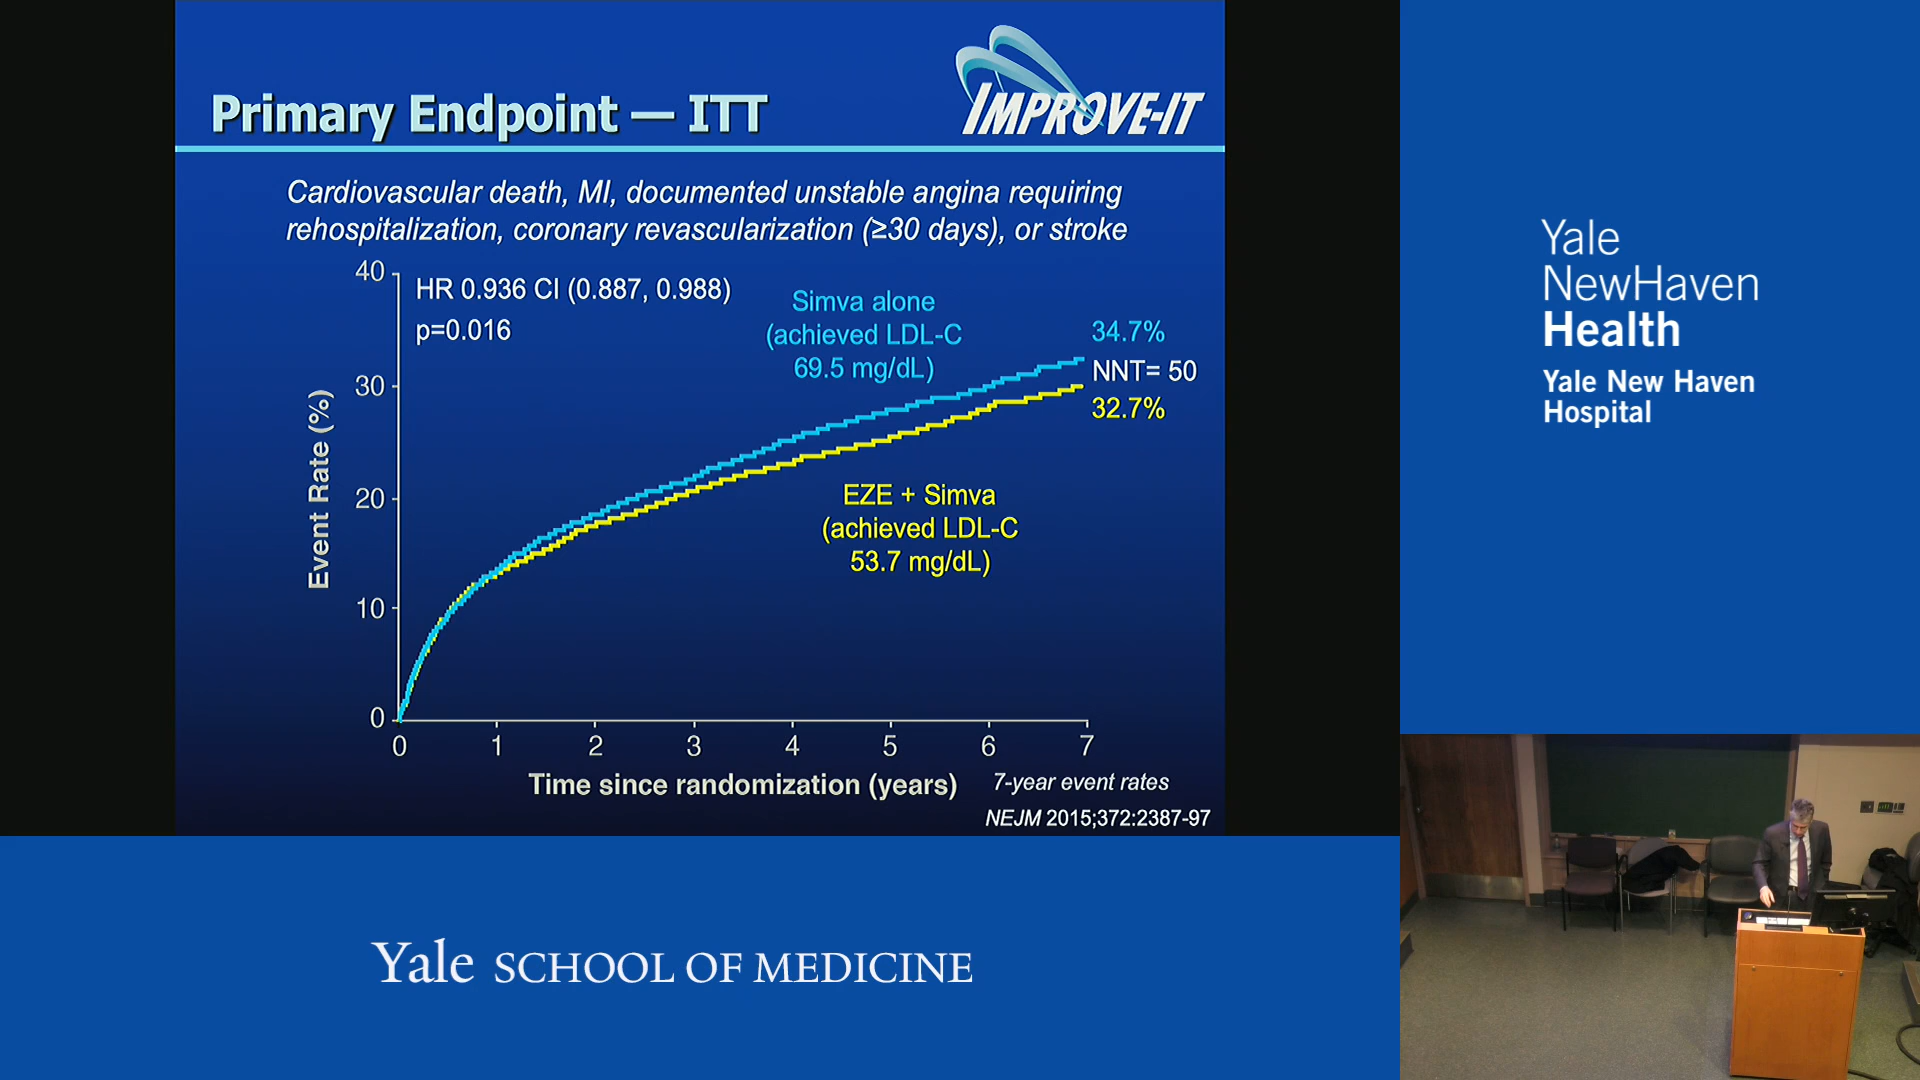 Primary Endpoint — ITT
IMPROVE-IT
Cardiovascular death, MI, documented unstable angina requiring
rehospitalization, coronary revascularization (≥30 days), or stroke
HR 0.936 CI (0.887, 0.988)
p=0.016
Simva alone
(achieved LDL-C
69.5 mg/dL)
34.7%
NNT= 50
32.7%
EZE + Simva
(achieved LDL-C
53.7 mg/dL)
Event Rate (%)
40
30
20
10
0
0 1 2 3 4 5 6 7
Time since randomization (years)
7-year event rates
NEJM 2015;372:2387-97
Yale
NewHaven
Health
Yale New Haven
Hospital
Yale SCHOOL OF MEDICINE